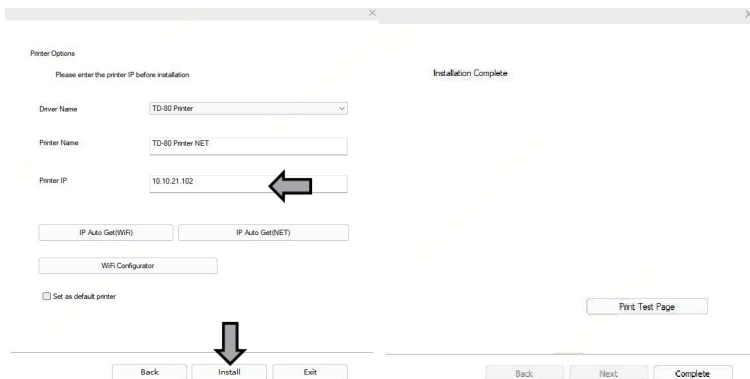 Printer Options
Please enter the printer IP before installation
Driver Name
TD-80 Printer
Printer Name
TD-80 Printer NET
Printer IP
10.10.21.102
IP Auto Get(WiFi)
IP Auto Get(NET)
WiFi Configurator
Set as default printer
Back
Install
Exit
Installation Complete
Print Test Page
Back
Next
Complete